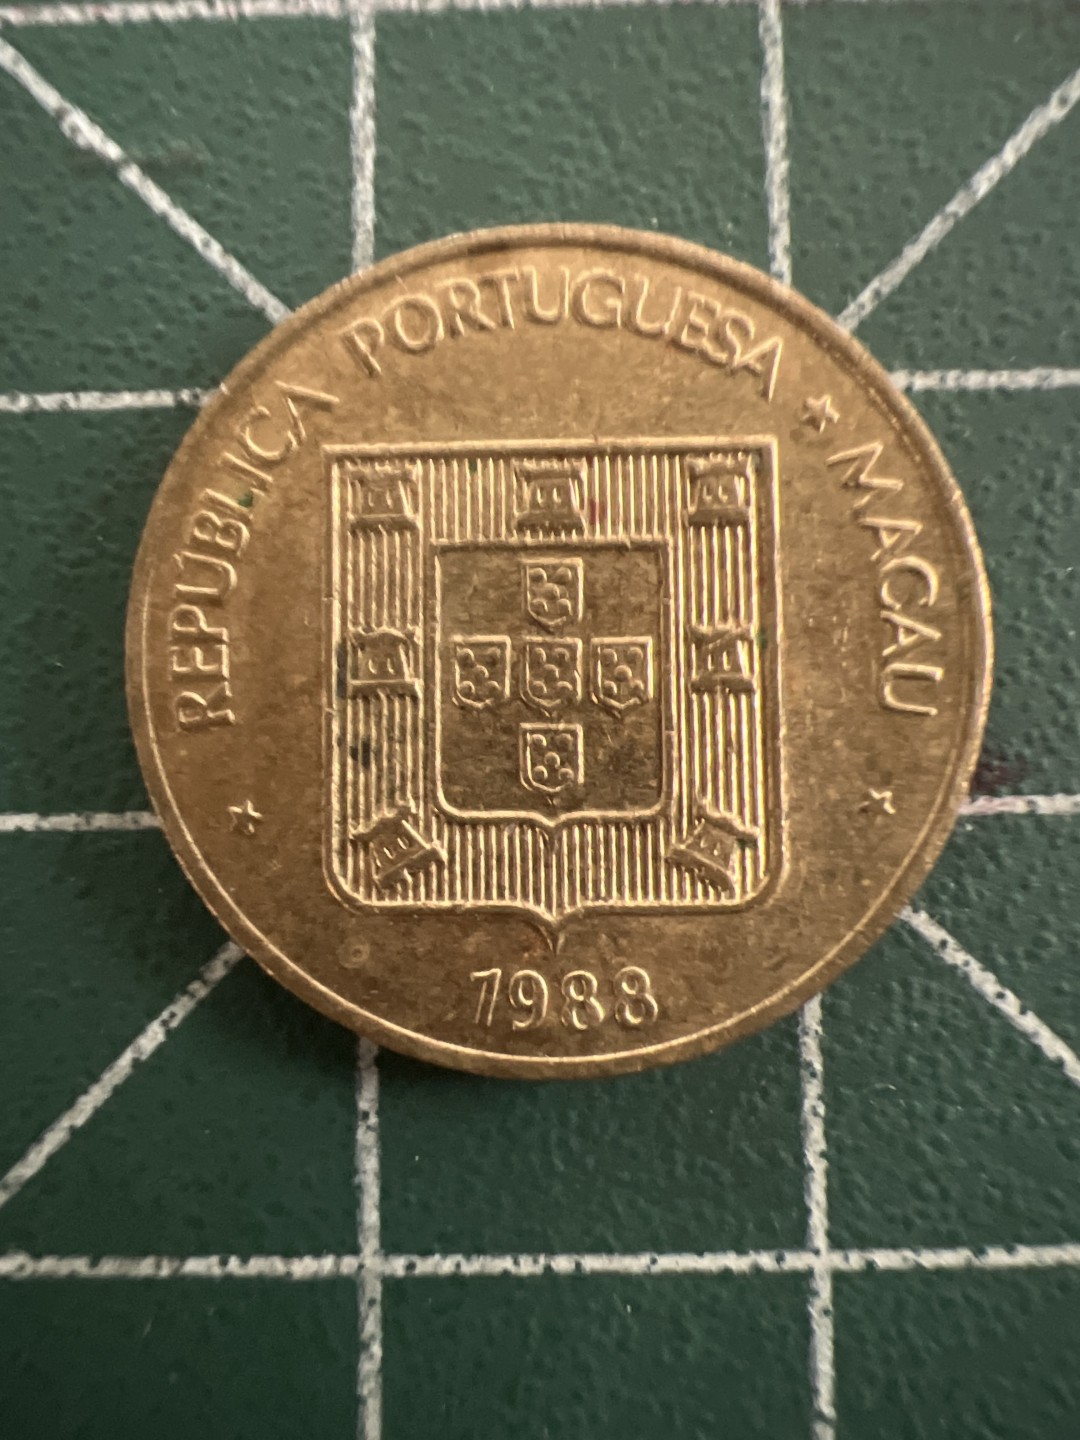 REPÚBLICA PORTUGUESA ★ MACAU
1988